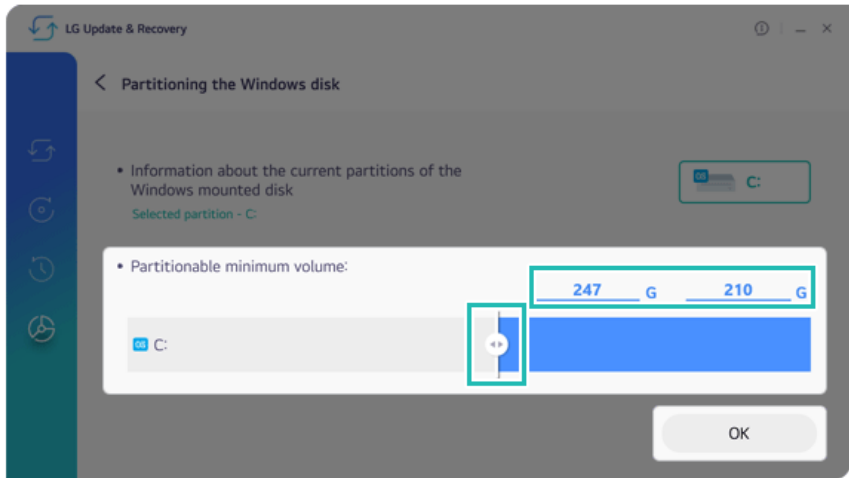 LG Update & Recovery
Partitioning the Windows disk
• Information about the current partitions of the
Windows mounted disk
Selected partition - C:
OS C:
• Partitionable minimum volume:
247 G 210 G
OS C:
OK